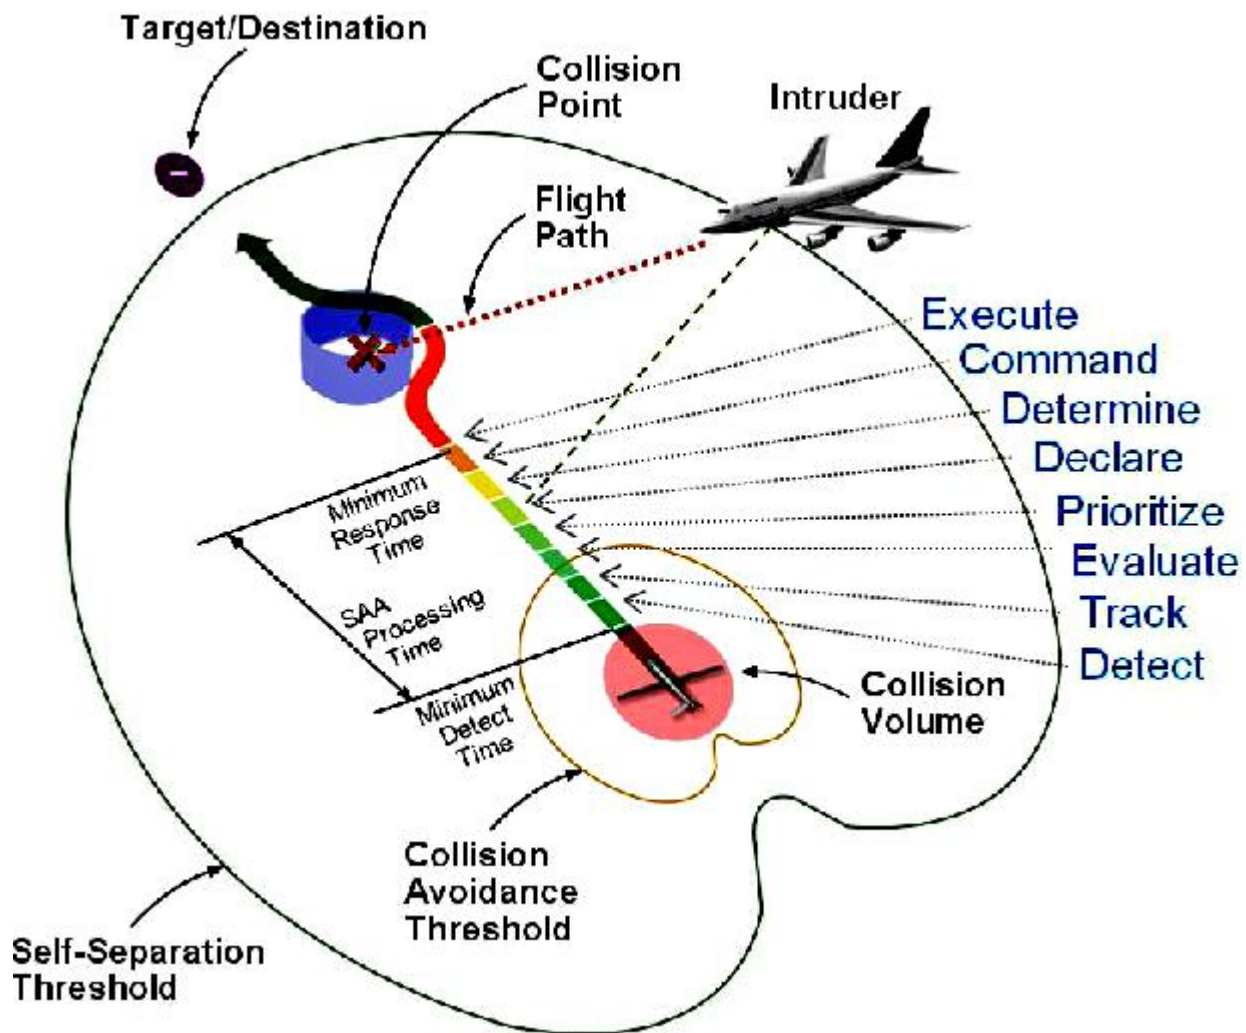 Target/Destination
Collision
Point
Intruder
Flight
Path
Execute
Command
Determine
Declare
Prioritize
Evaluate
Track
Detect
Minimum
Response
Time
SAA
Processing
Time
Minimum
Detect
Time
Collision
Volume
Collision
Avoidance
Threshold
Self-Separation
Threshold